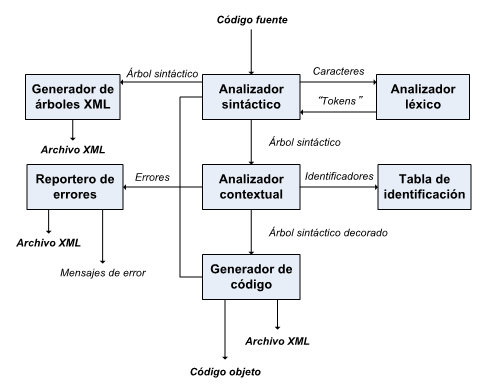 Código fuente
Árbol sintáctico
Caracteres
Generador de
árboles XML
Analizador
sintáctico
Analizador
léxico
"Tokens"
Archivo XML
Árbol sintáctico
Reportero de
errores
Errores
Analizador
contextual
Identificadores
Tabla de
identificación
Archivo XML
Árbol sintáctico decorado
Mensajes de error
Generador de
código
Archivo XML
Código objeto